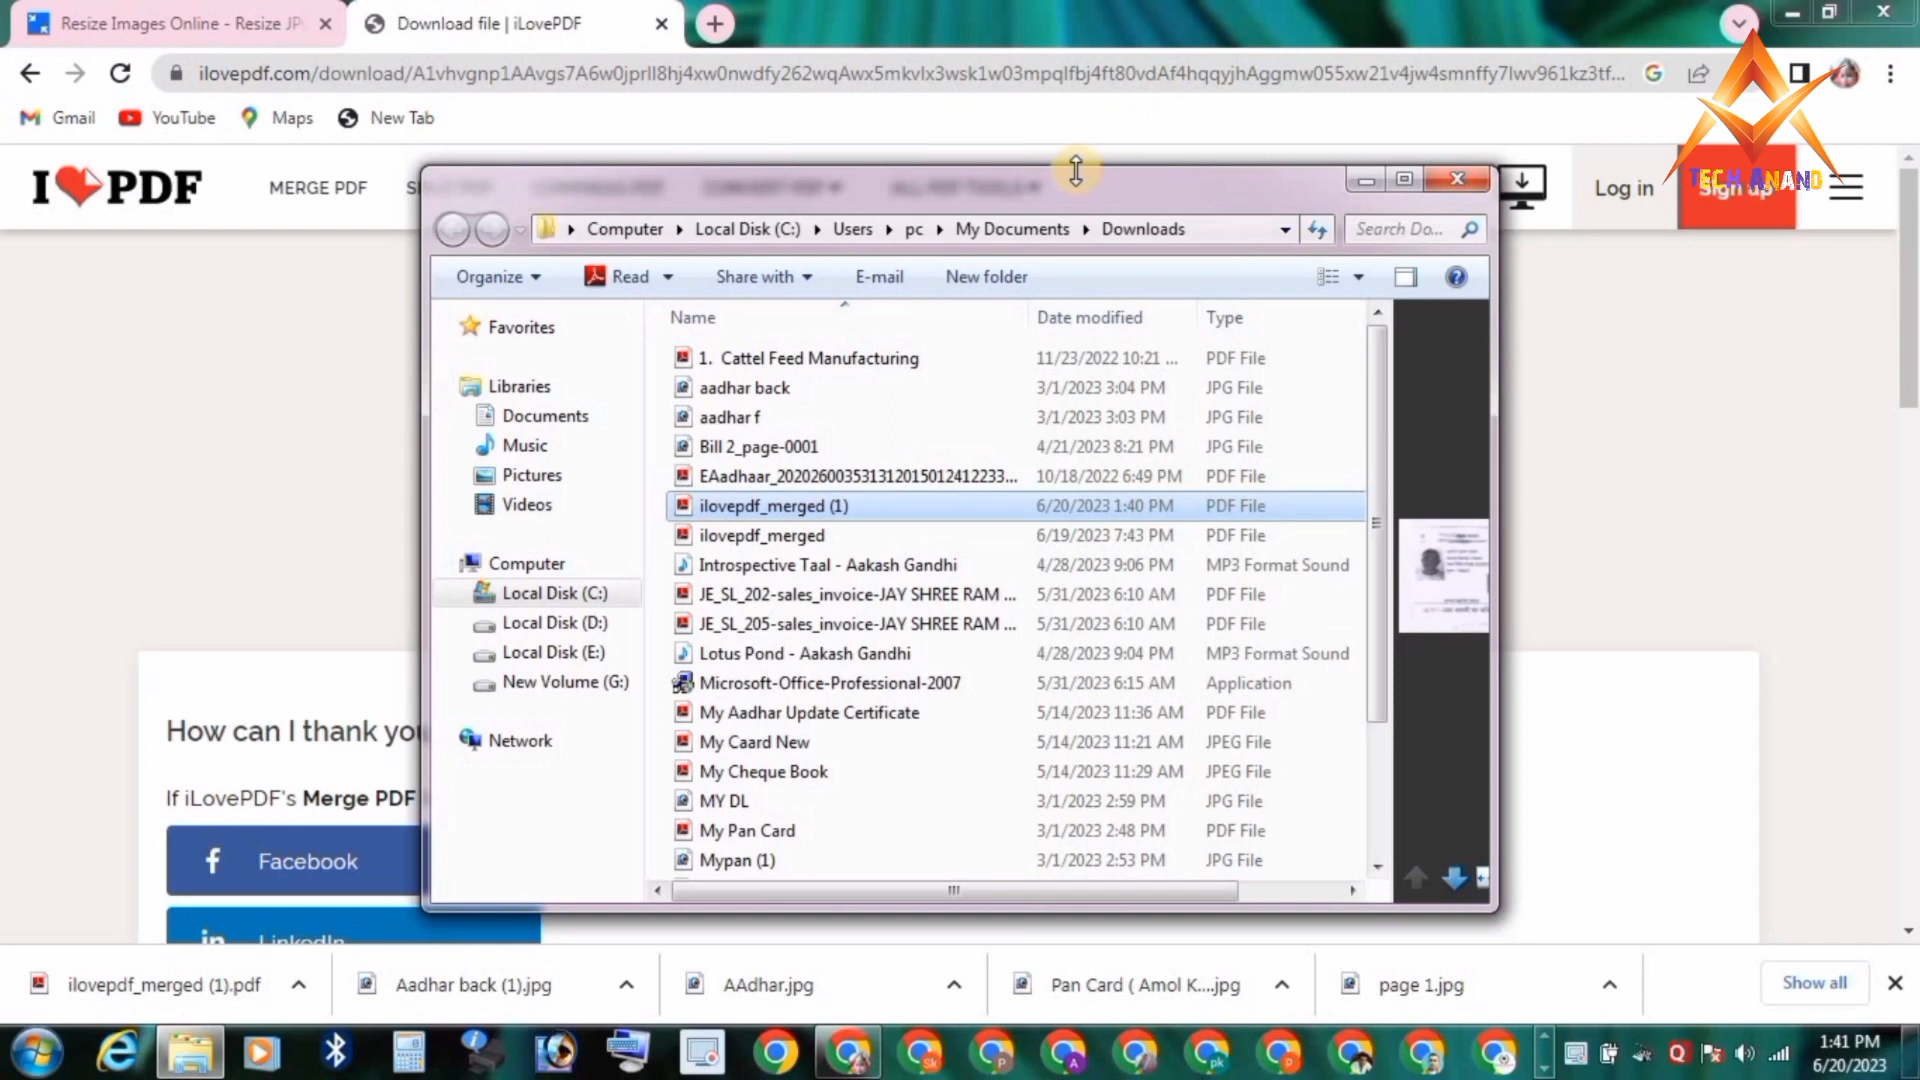 Resize Images Online - Resize JP
Download file | iLovePDF
ilovepdf.com/download/A1vhvgnp1AAvgs7A6w0jprll8hj4xw0nwdfy262wqAwx5mkvlx3wsk1w03mpqlfbj4ft80vdAf4hqqyjhAggmw055xw21v4jw4smnffy7lwv961kz3tf...
Gmail
YouTube
Maps
New Tab
I PDF
MERGE PDF
Log in
Sign up
TECH ANAND
Computer
Local Disk (C:)
Users
pc
My Documents
Downloads
Search Do...
Organize
Read
Share with
E-mail
New folder
Name
Date modified
Type
Favorites
Libraries
Documents
Music
Pictures
Videos
Computer
Local Disk (C:)
Local Disk (D:)
Local Disk (E:)
New Volume (G:)
Network
1. Cattel Feed Manufacturing 11/23/2022 10:21 ... PDF File
aadhar back 3/1/2023 3:04 PM JPG File
aadhar f 3/1/2023 3:03 PM JPG File
Bill 2_page-0001 4/21/2023 8:21 PM JPG File
EAadhaar_2020260035313120150124122​33... 10/18/2022 6:49 PM PDF File
ilovepdf_merged (1) 6/20/2023 1:40 PM PDF File
ilovepdf_merged 6/19/2023 7:43 PM PDF File
Introspective Taal - Aakash Gandhi 4/28/2023 9:06 PM MP3 Format Sound
JE_SL_202-sales_invoice-JAY SHREE RAM ... 5/31/2023 6:10 AM PDF File
JE_SL_205-sales_invoice-JAY SHREE RAM ... 5/31/2023 6:10 AM PDF File
Lotus Pond - Aakash Gandhi 4/28/2023 9:04 PM MP3 Format Sound
Microsoft-Office-Professional-2007 5/31/2023 6:15 AM Application
My Aadhar Update Certificate 5/14/2023 11:36 AM PDF File
My Caard New 5/14/2023 11:21 AM JPEG File
My Cheque Book 5/14/2023 11:29 AM JPEG File
MY DL 3/1/2023 2:59 PM JPG File
My Pan Card 3/1/2023 2:48 PM PDF File
Mypan (1) 3/1/2023 2:53 PM JPG File
How can I thank you
If iLovePDF's Merge PDF
Facebook
LinkedIn
ilovepdf_merged (1).pdf
Aadhar back (1).jpg
AAdhar.jpg
Pan Card ( Amol K....jpg
page 1.jpg
Show all
1:41 PM
6/20/2023